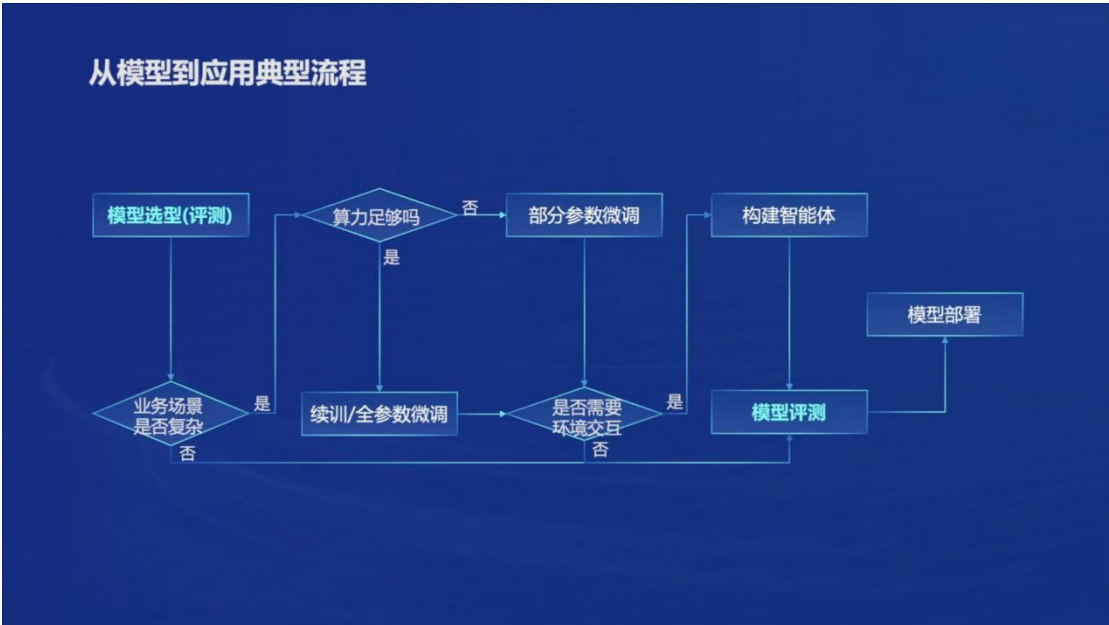 从模型到应用典型流程
模型选型(评测)
算力足够吗
否
部分参数微调
构建智能体
是
模型部署
业务场景
是否复杂
是
续训/全参数微调
是否需要
环境交互
是
模型评测
否
否